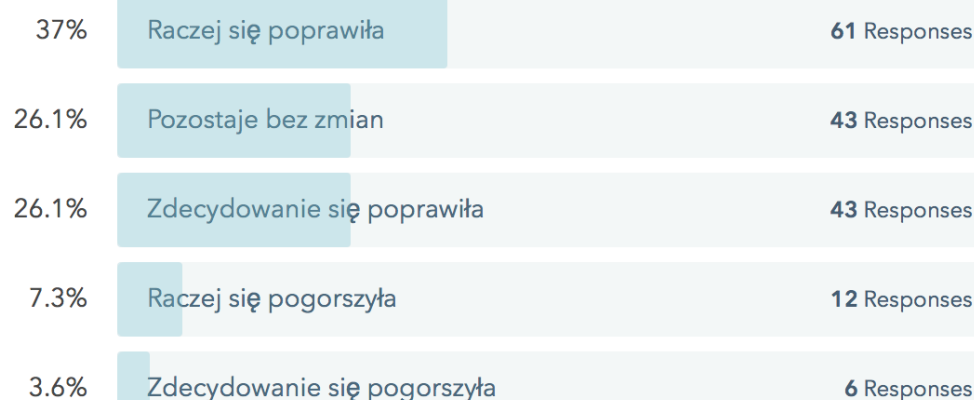 37% Raczej się poprawiła 61 Responses
26.1% Pozostaje bez zmian 43 Responses
26.1% Zdecydowanie się poprawiła 43 Responses
7.3% Raczej się pogorszyła 12 Responses
3.6% Zdecydowanie się pogorszyła 6 Responses